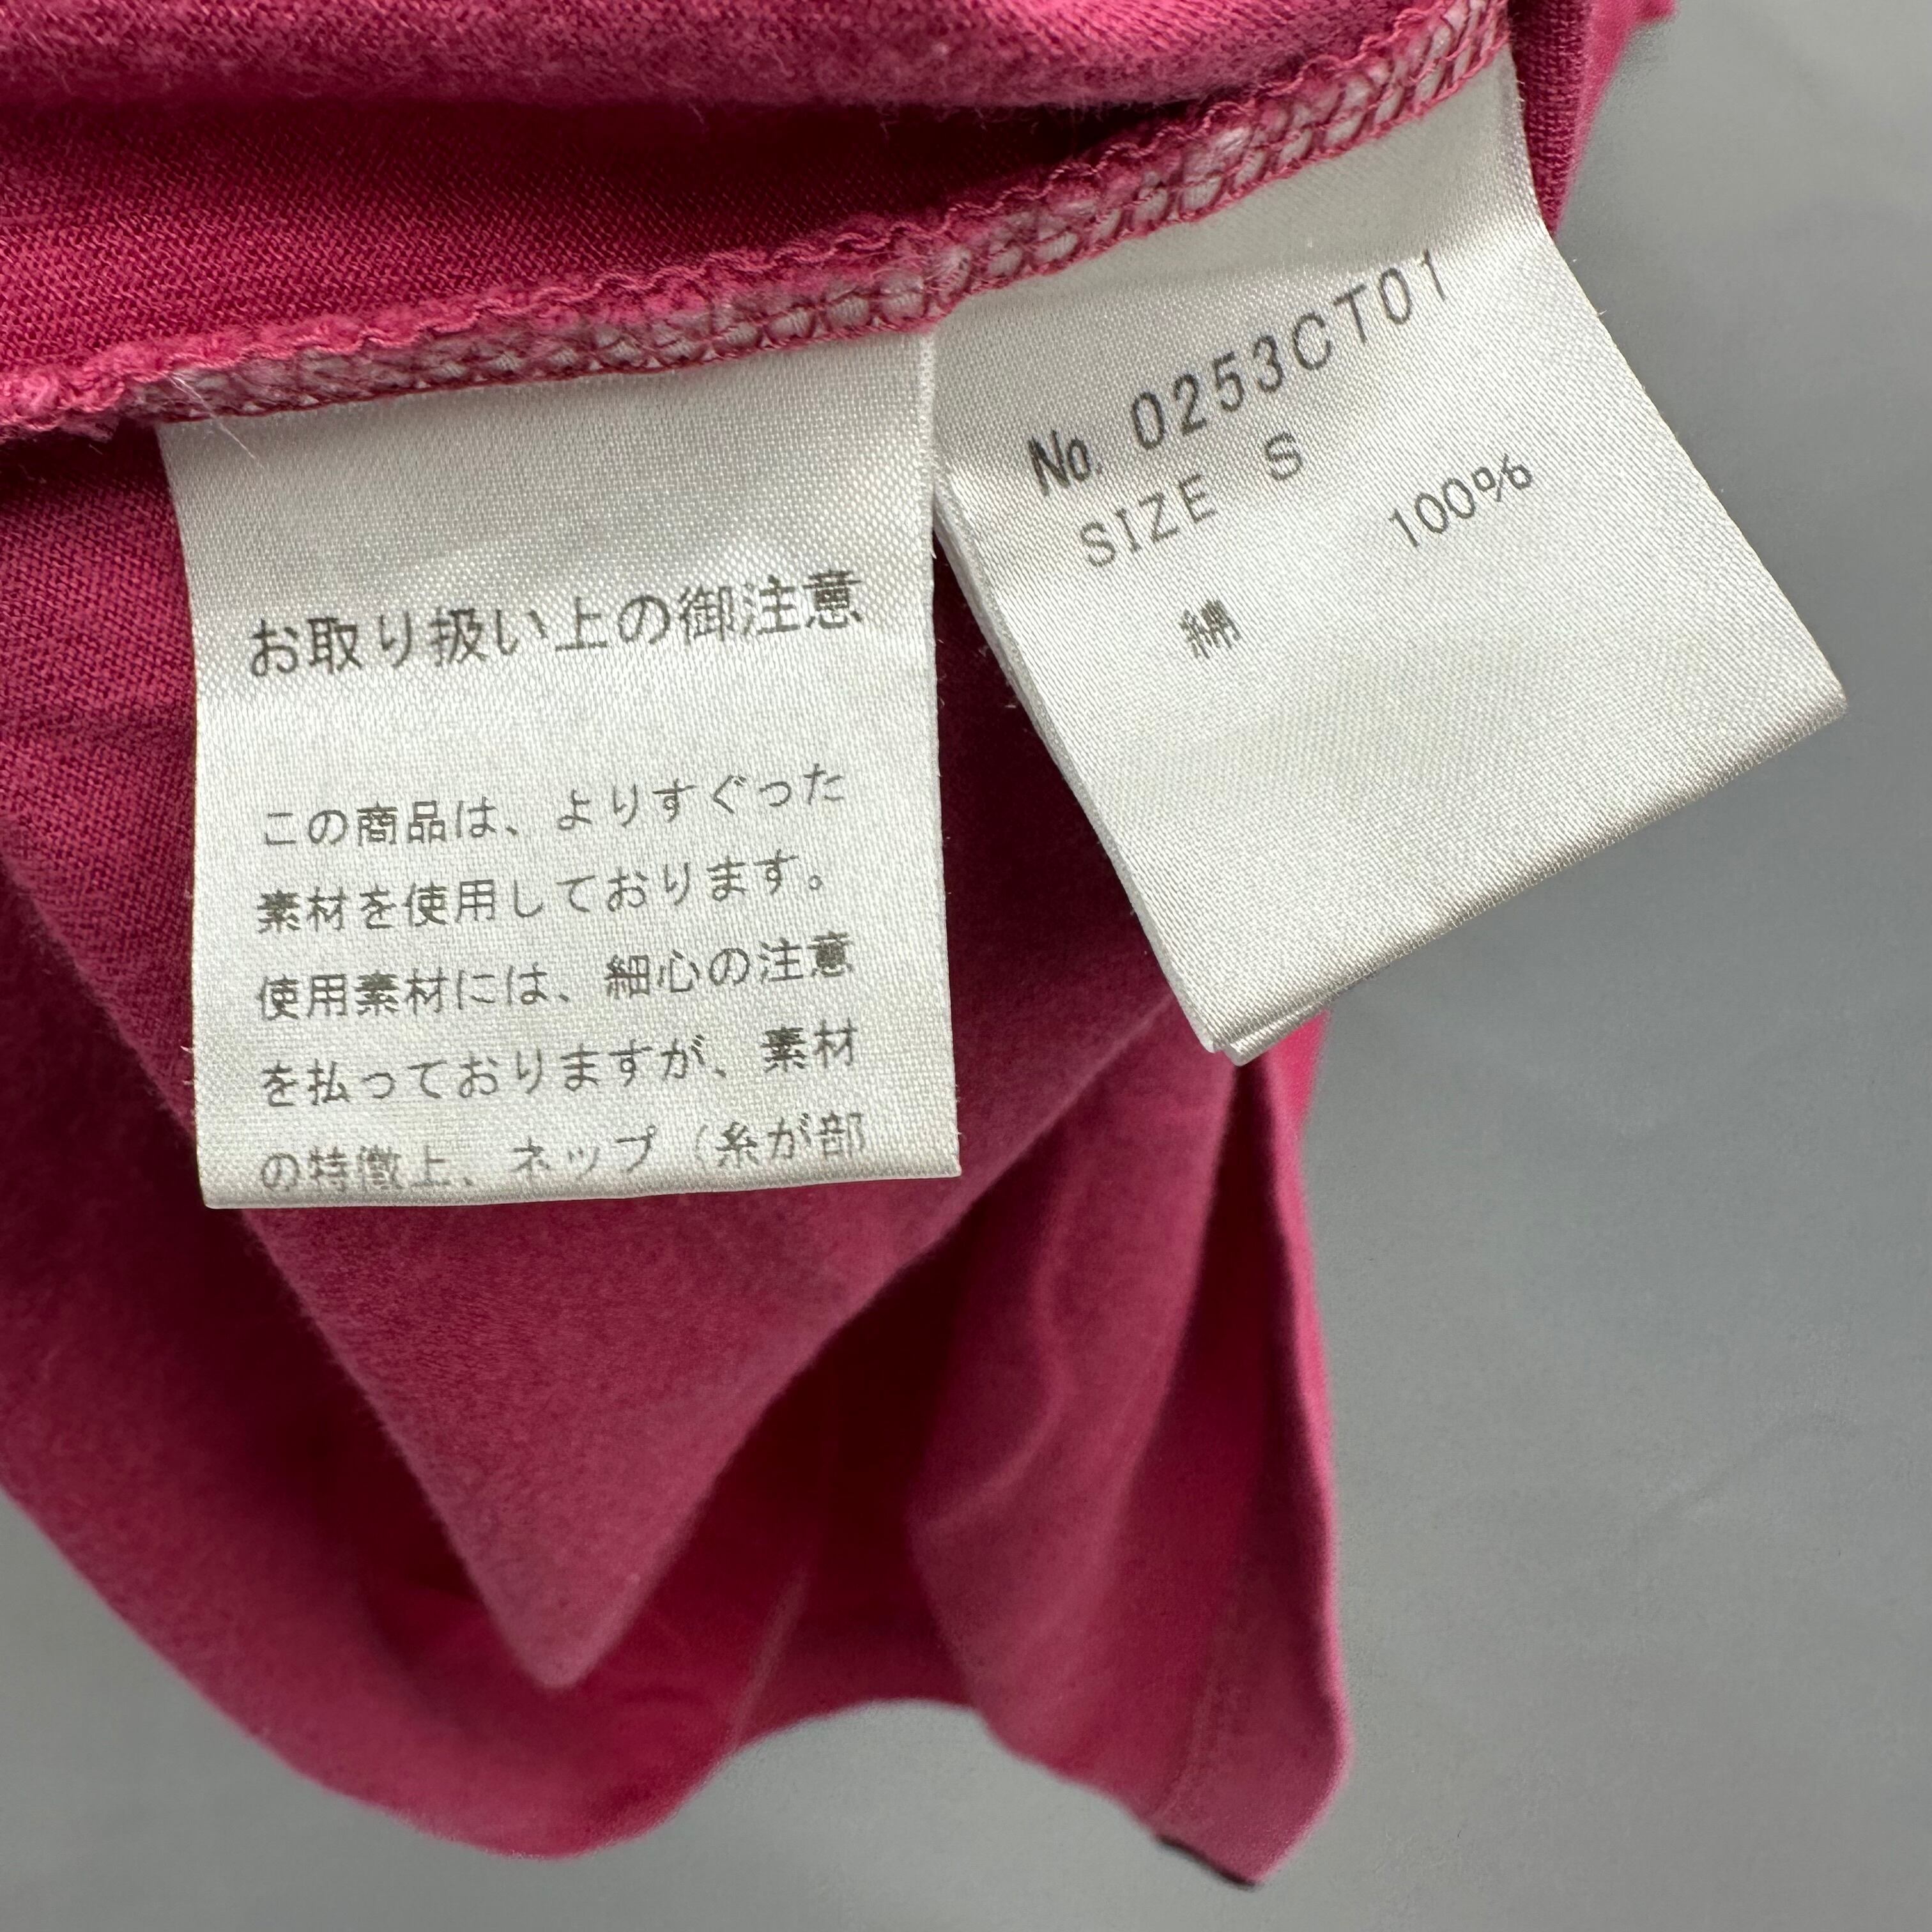 お取り扱い上の御注意
この商品は、よりすぐった
素材を使用しております。
使用素材には、細心の注意
を払っておりますが、素材
の特徴上、ネップ（糸が部
No. 0253CT01
SIZE S
綿 100%